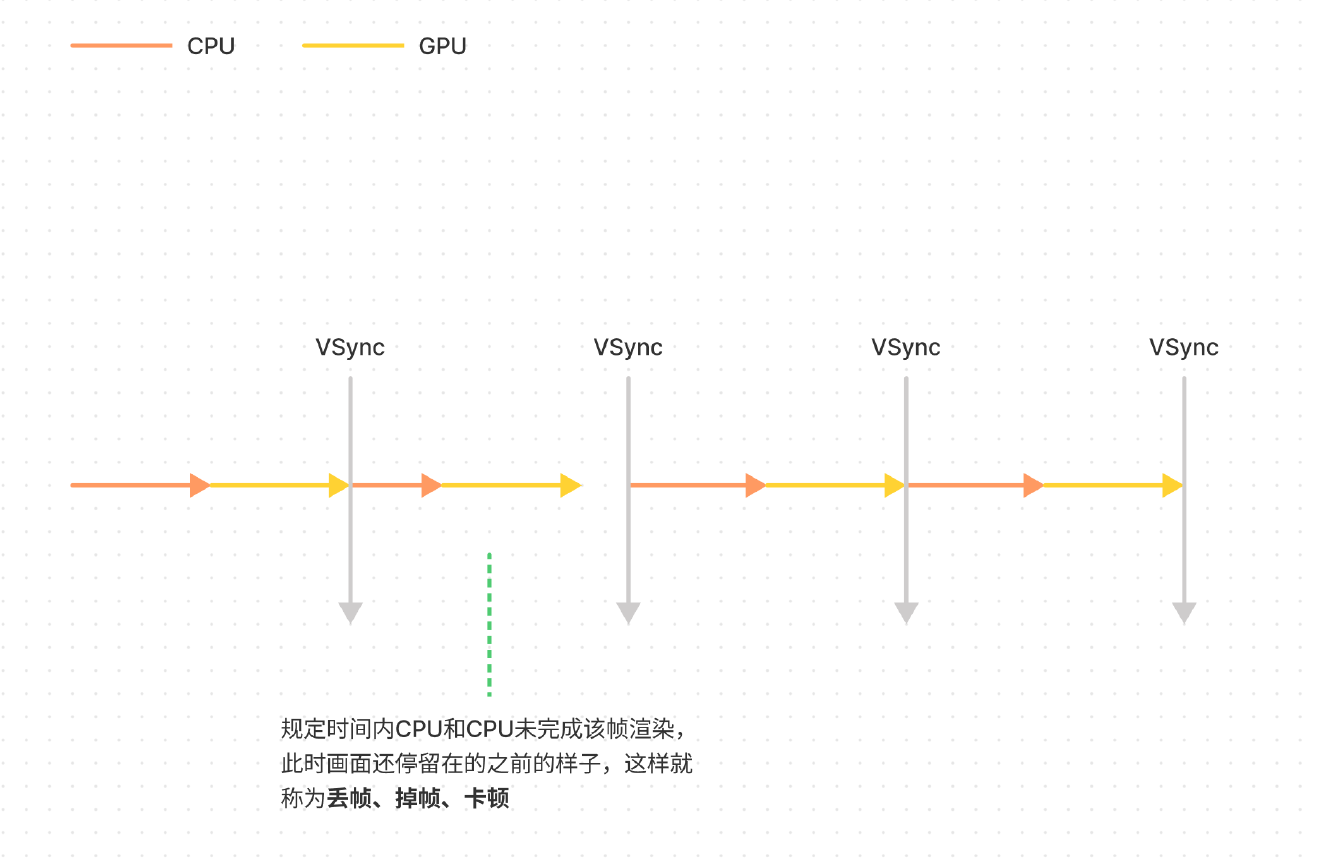 CPU
GPU
VSync
VSync
VSync
VSync
规定时间内CPU和CPU未完成该帧渲染，
此时画面还停留在的之前的样子，这样就
称为丢帧、掉帧、卡顿